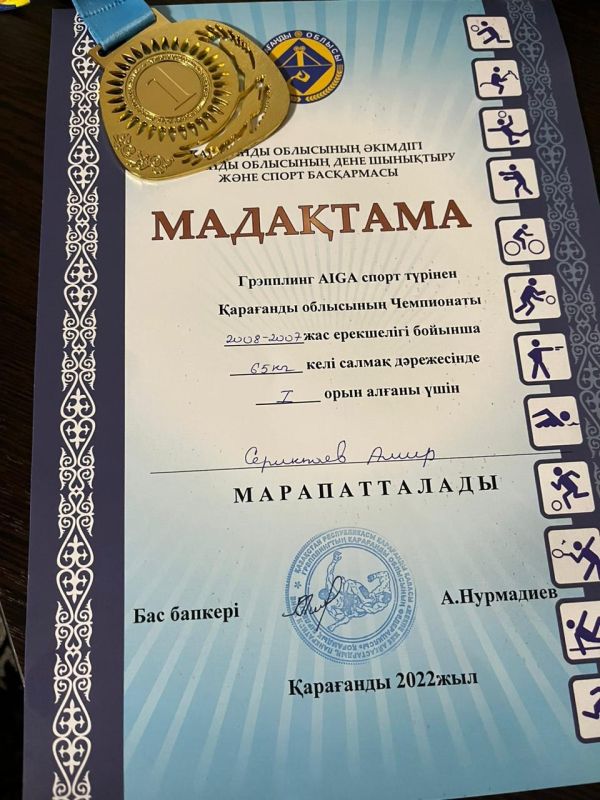 1
ОБЛЫСЫ
ОБЛЫСЫНЫҢ ӘКІМДІГІ
ОБЛЫСЫНЫҢ ДЕНЕ ШЫНЫҚТЫРУ
ЖӘНЕ СПОРТ БАСҚАРМАСЫ
МАДАҚТАМА
Грэпплинг AIGA спорт түрінен
Қарағанды облысының Чемпионаты
2008-2007 жас ерекшелігі бойынша
65кг келі салмақ дәрежесінде
I орын алғаны үшін
Амир
МАРАПАТТАЛАДЫ
Бас бапкері
А.Нурмадиев
Қарағанды 2022жыл